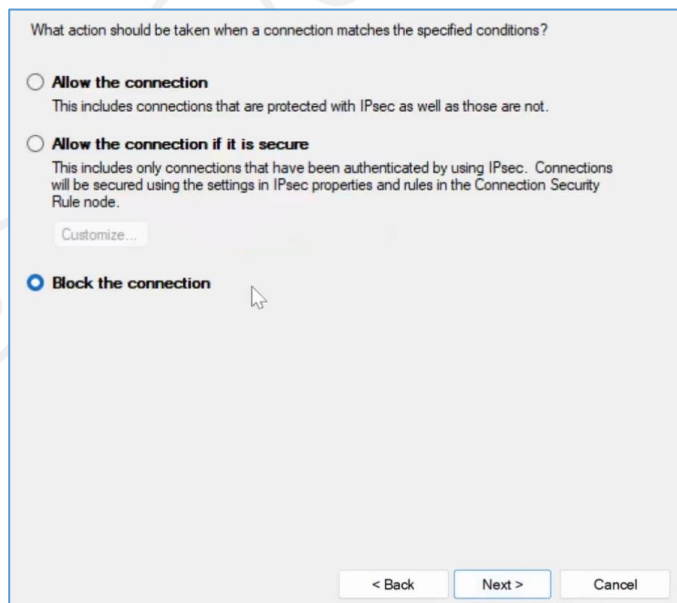 What action should be taken when a connection matches the specified conditions?
Allow the connection
This includes connections that are protected with IPsec as well as those are not.
Allow the connection if it is secure
This includes only connections that have been authenticated by using IPsec. Connections
will be secured using the settings in IPsec properties and rules in the Connection Security
Rule node.
Customize...
Block the connection
< Back Next > Cancel